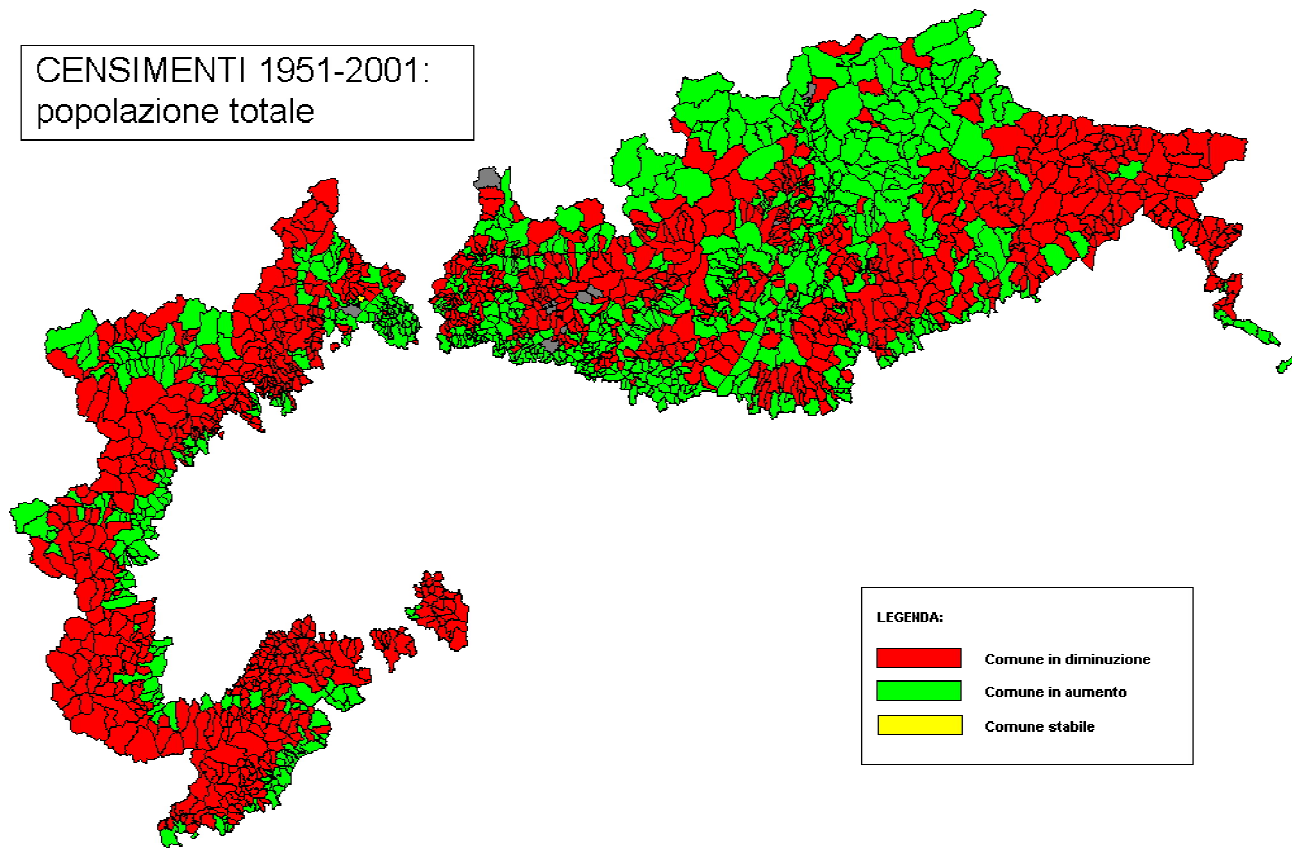 CENSIMENTI 1951-2001:
popolazione totale
LEGENDA:
Comune in diminuzione
Comune in aumento
Comune stabile